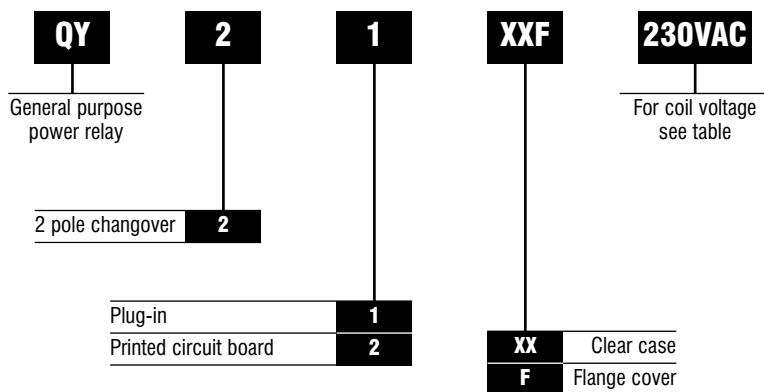 QY 2 1 XXF 230VAC
General purpose
power relay
For coil voltage
see table
2 pole changover 2
Plug-in 1
Printed circuit board 2
XX Clear case
F Flange cover